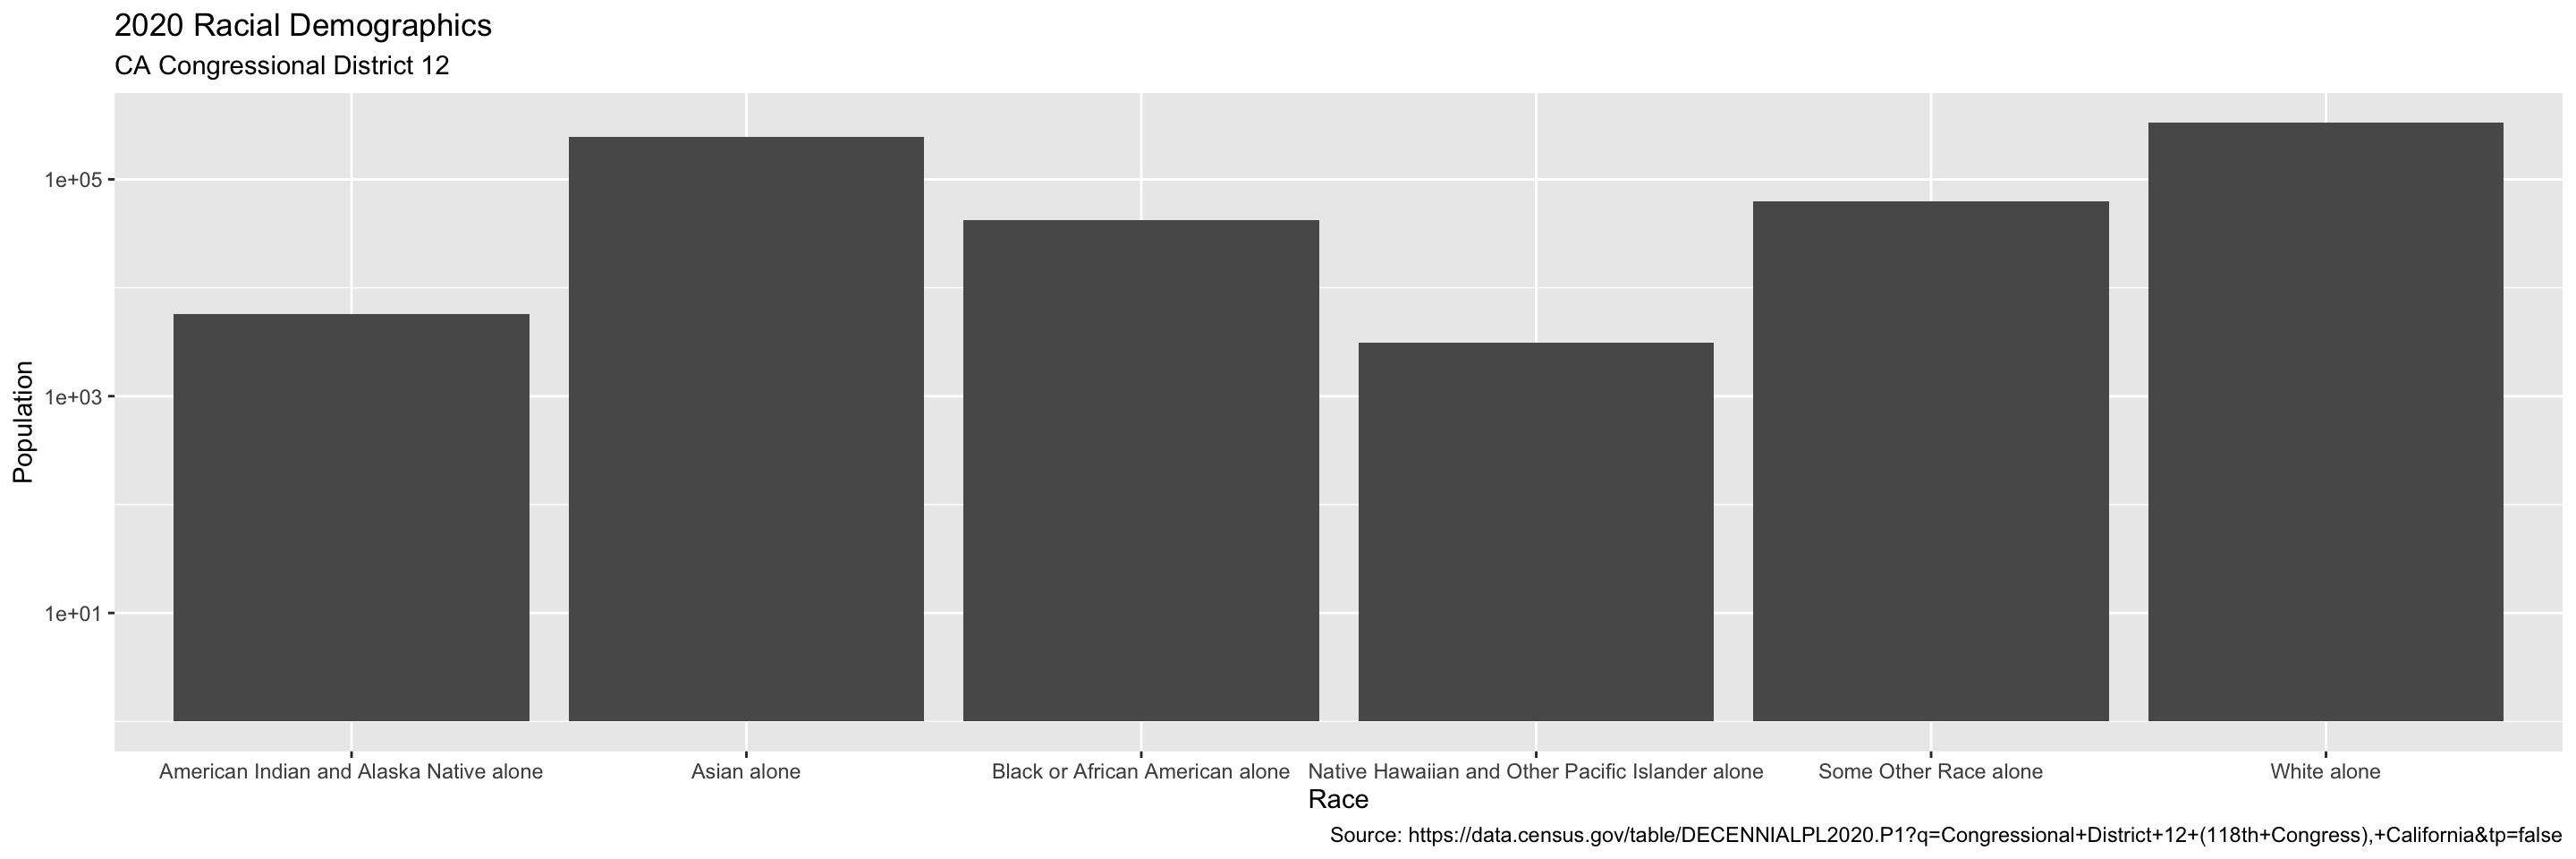 2020 Racial Demographics
CA Congressional District 12
Population
1e+05
1e+03
1e+01
American Indian and Alaska Native alone
Asian alone
Black or African American alone
Native Hawaiian and Other Pacific Islander alone
Some Other Race alone
White alone
Race
Source: https://data.census.gov/table/DECENNIALPL2020.P1?q=Congressional+District+12+(118th+Congress),+California&tp=false